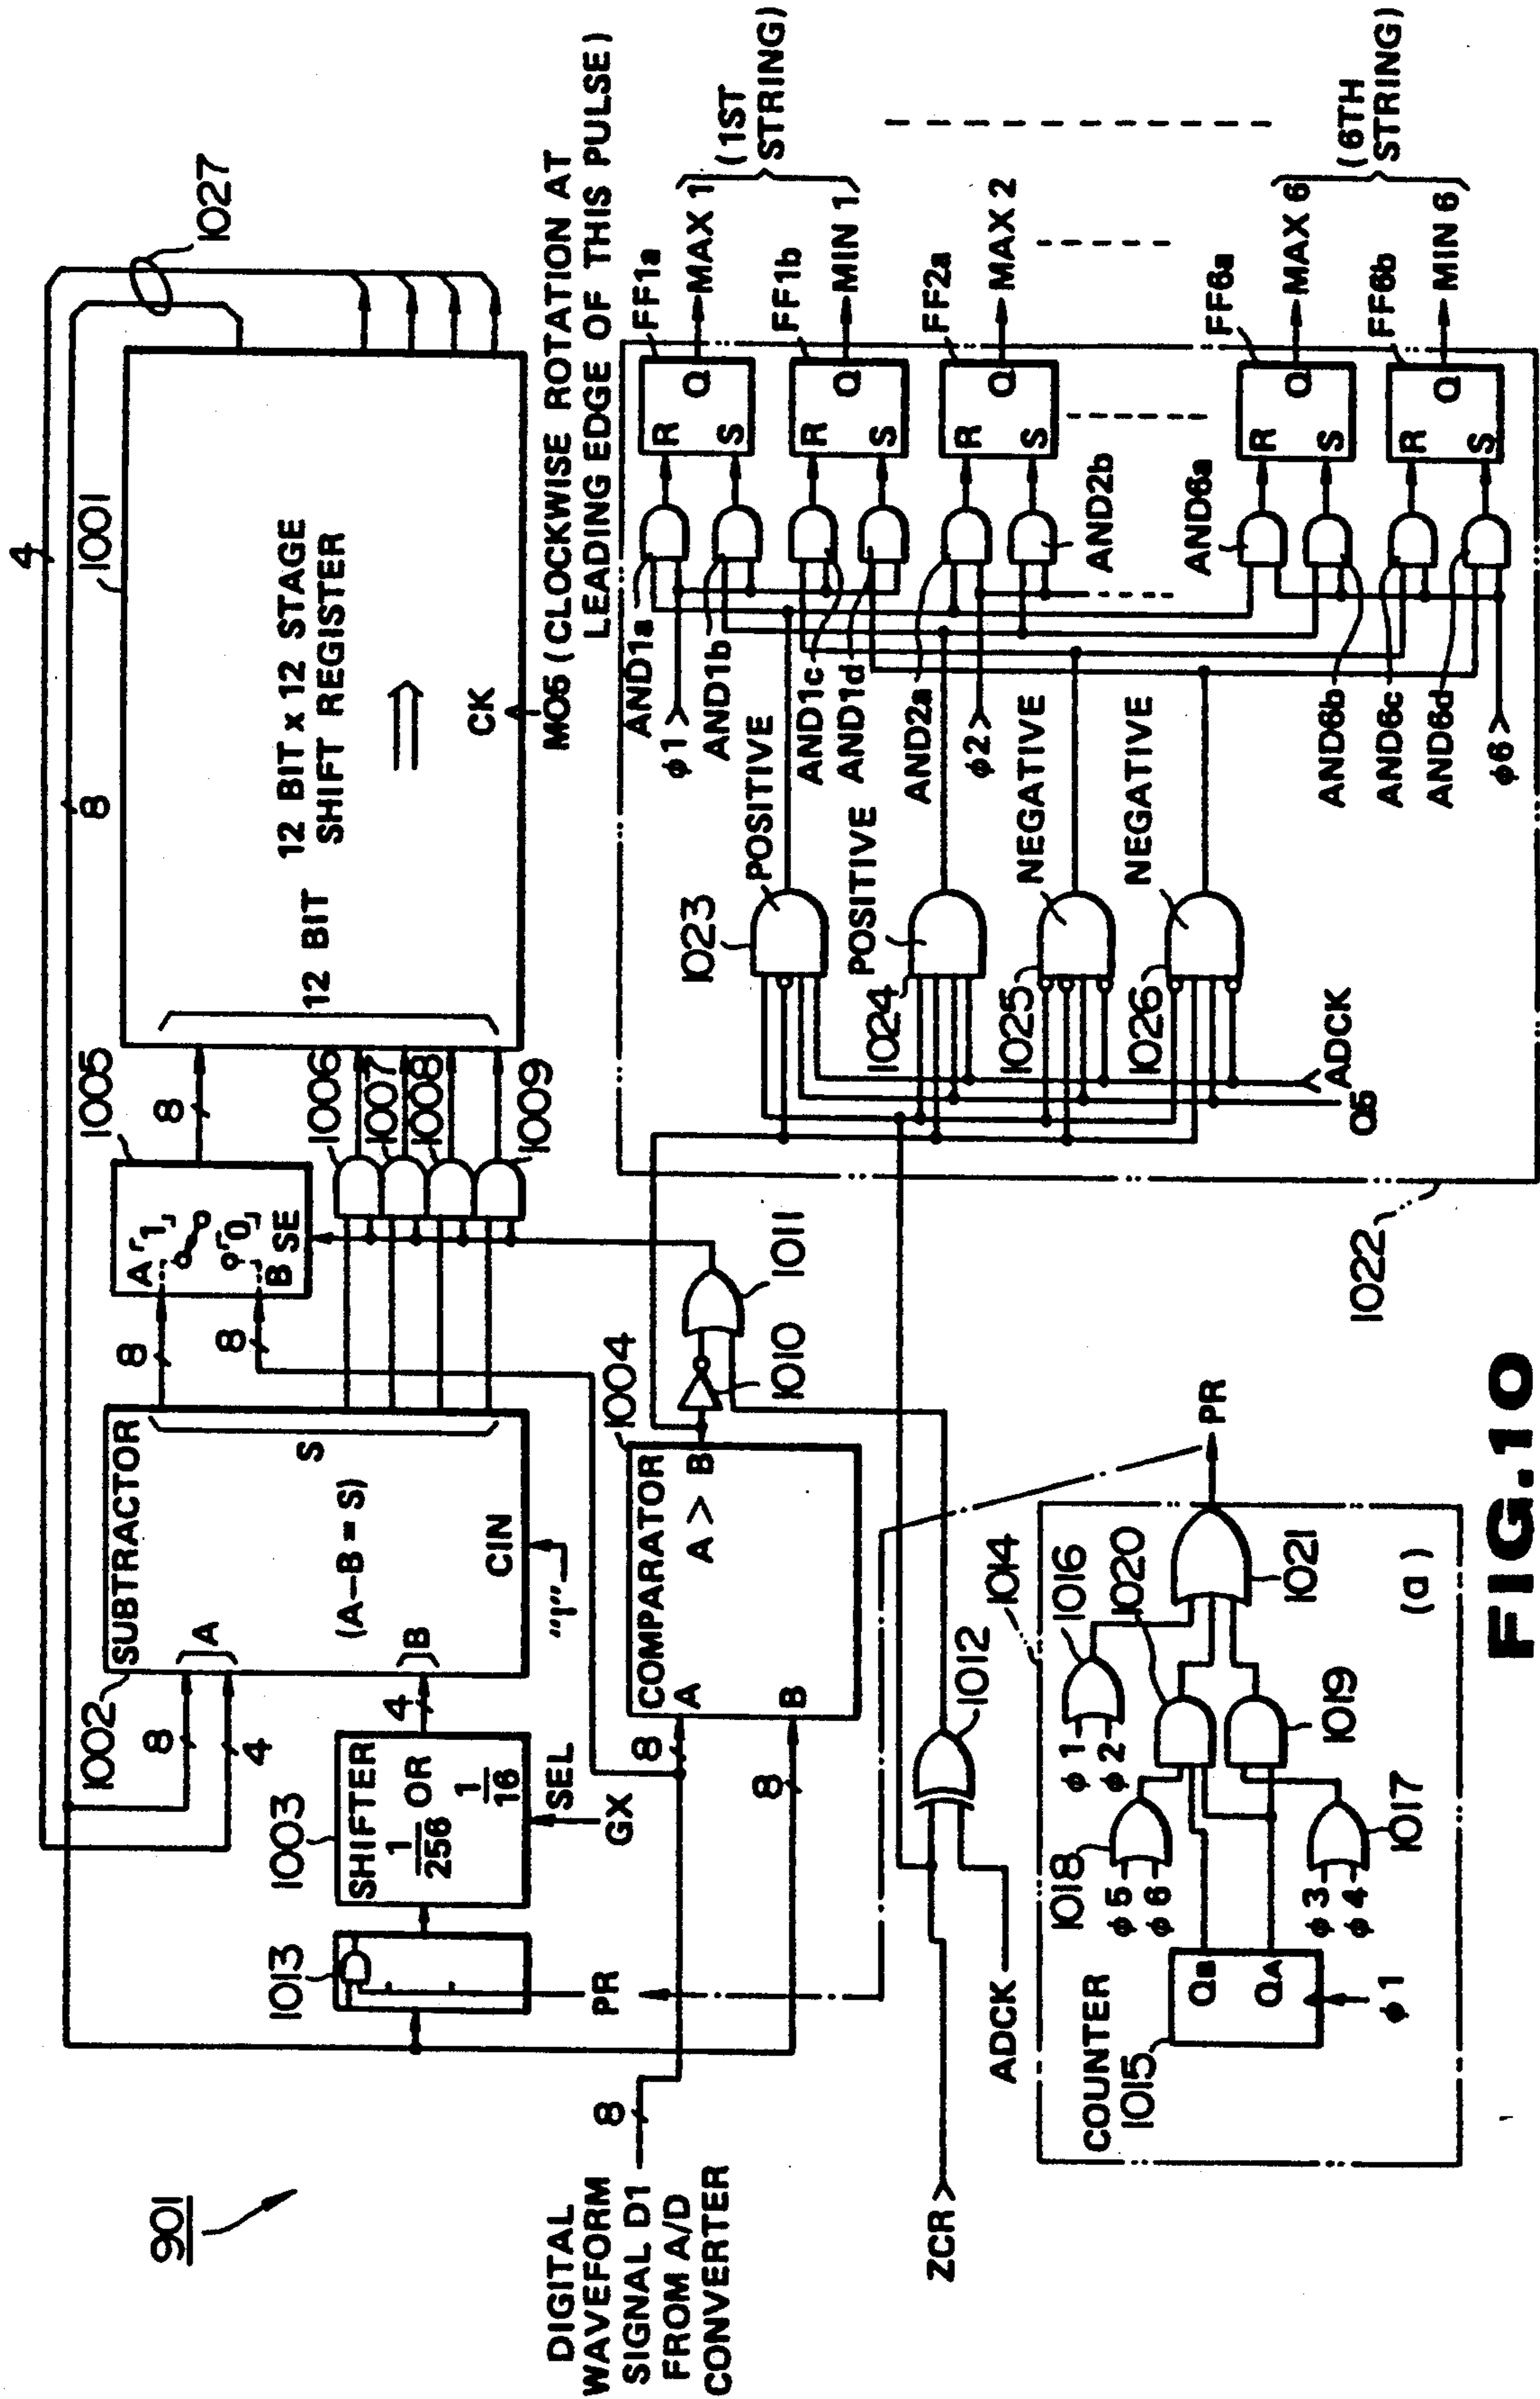 901
4
8
1027
1001
12 BIT
12 BIT x 12 STAGE
SHIFT REGISTER
CK
MO5 (CLOCKWISE ROTATION AT
LEADING EDGE OF THIS PULSE)
1005
8
A
「1」
「0」
B
SE
1006
1007
1008
1009
SUBTRACTOR
1002
A
(A-B=S)
B
S
CIN
"1"
8
4
8
8
4
1003
SHIFTER
1/256 OR 1/16
SEL
GX
1013
PR
DIGITAL
WAVEFORM
SIGNAL D1
FROM A/D
CONVERTER
8
8
8
COMPARATOR
1004
A
B
A > B
1010
1011
1012
ZCR
ADCK
1014
COUNTER
1015
QB
QA
φ1
1016
φ1
φ2
1018
φ5
φ6
1017
φ3
φ4
1020
1019
1021
PR
(a)
1022
1023
POSITIVE
1024
POSITIVE
1025
NEGATIVE
1026
NEGATIVE
05
ADCK
AND1a
φ1
AND1b
AND1c
AND1d
AND2a
φ2
AND2b
AND6a
AND6b
AND6c
AND6d
φ6
R
S
Q
FF1a
MAX 1
R
S
Q
FF1b
MIN 1
(1ST
STRING)
R
S
Q
FF2a
MAX 2
R
S
Q
FF6a
MAX 6
R
S
Q
FF6b
MIN 6
(6TH
STRING)
FIG.10